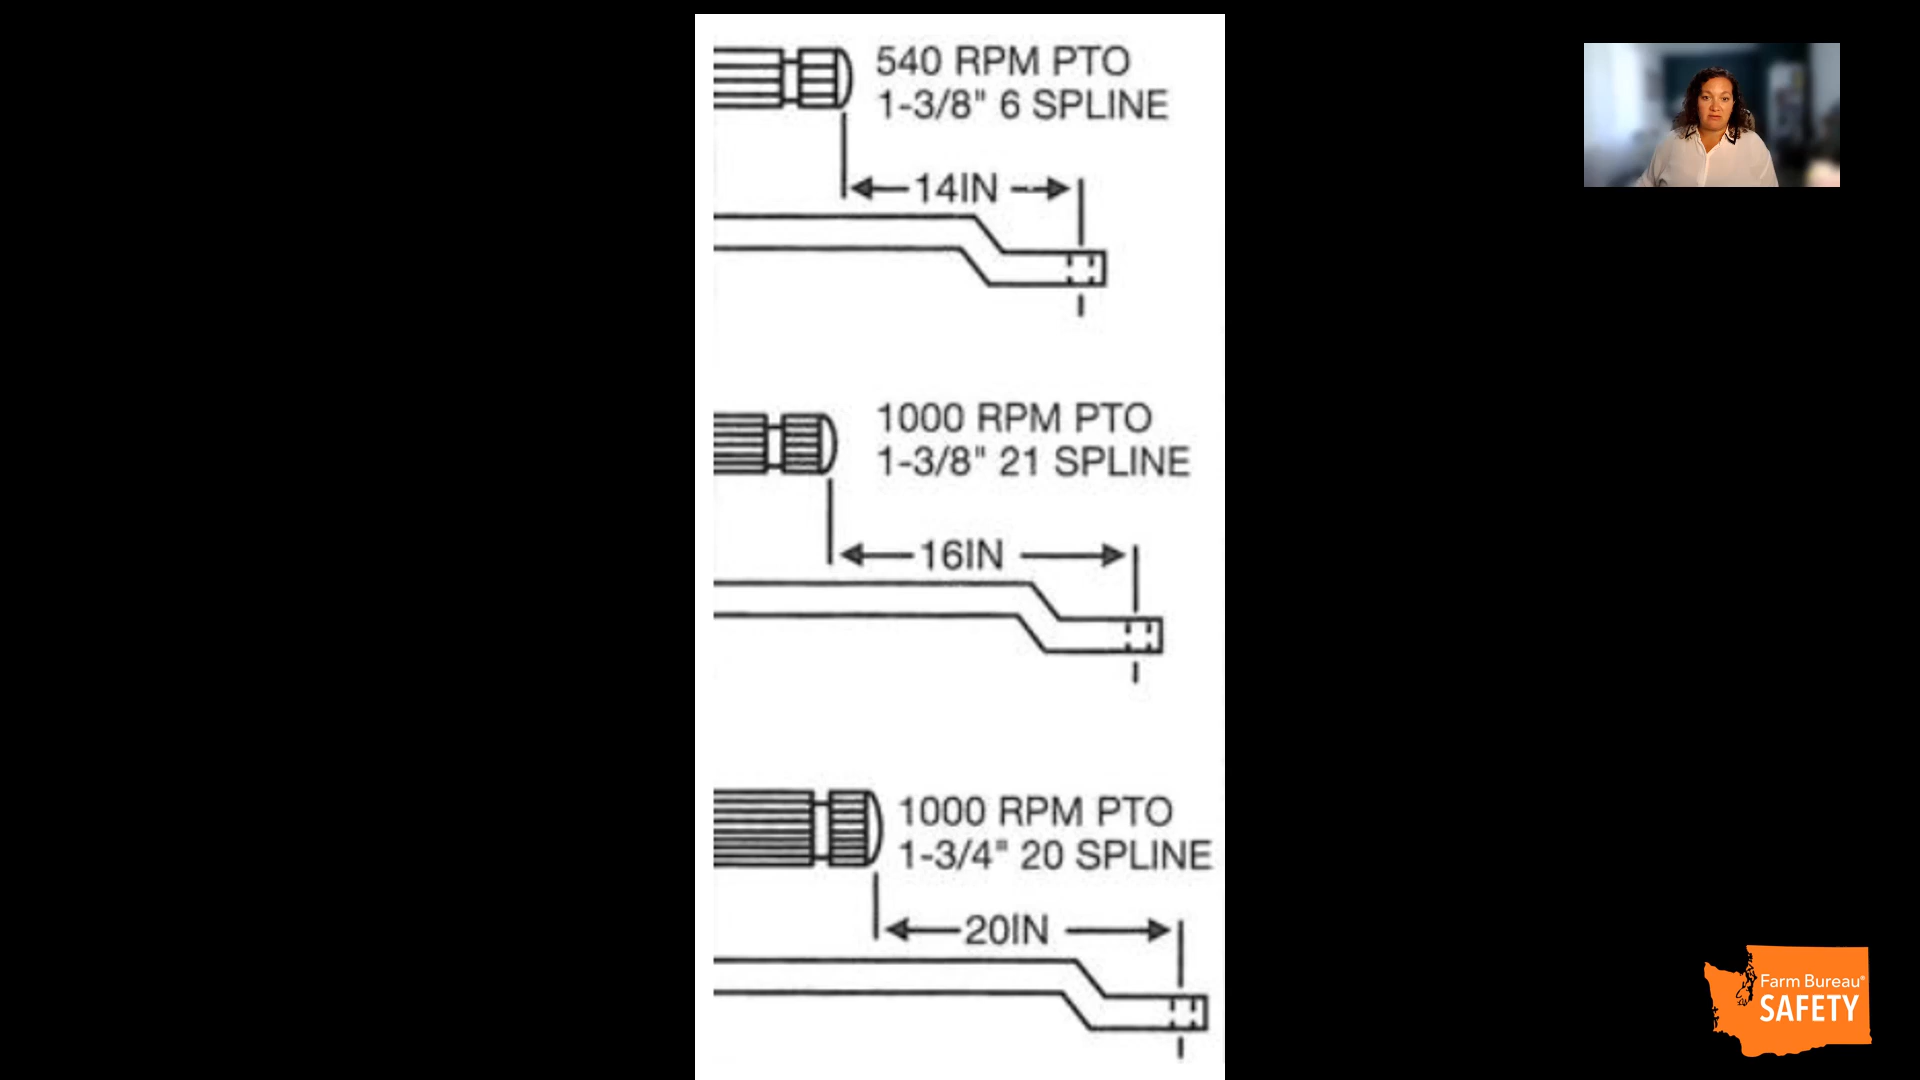 540 RPM PTO
1-3/8" 6 SPLINE
14IN
1000 RPM PTO
1-3/8" 21 SPLINE
16IN
1000 RPM PTO
1-3/4" 20 SPLINE
20IN
Farm Bureau®
SAFETY